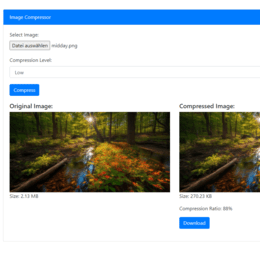 Image Compressor
Select Image:
Datei auswählen midday.png
Compression Level:
Low
Compress
Original Image:
Compressed Image:
Size: 2.13 MB
Size: 270.23 KB
Compression Ratio: 88%
Download